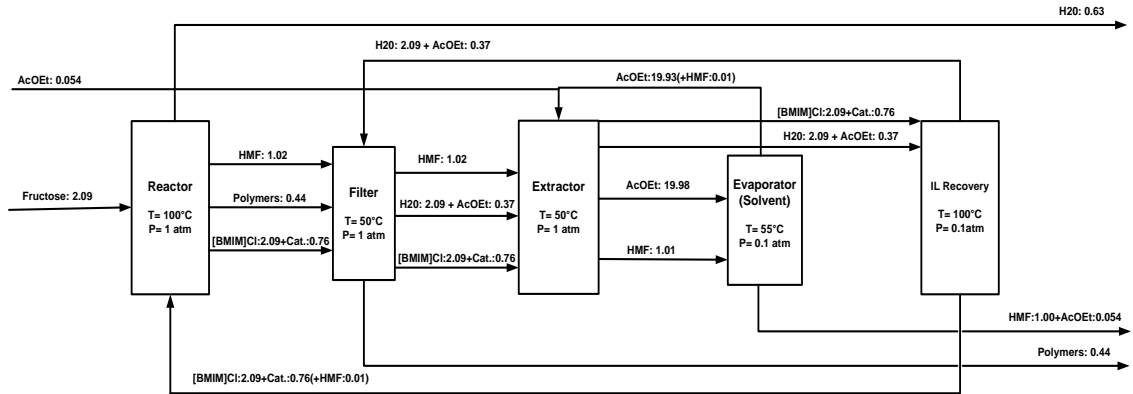 H20: 0.63
H20: 2.09 + AcOEt: 0.37
AcOEt: 0.054
AcOEt:19.93(+HMF:0.01)
[BMIM]Cl:2.09+Cat.:0.76
H20: 2.09 + AcOEt: 0.37
Fructose: 2.09
Reactor
T= 100°C
P= 1 atm
HMF: 1.02
Polymers: 0.44
[BMIM]Cl:2.09+Cat.:0.76
Filter
T= 50°C
P= 1 atm
HMF: 1.02
H20: 2.09 + AcOEt: 0.37
[BMIM]Cl:2.09+Cat.:0.76
Extractor
T= 50°C
P= 1 atm
AcOEt: 19.98
HMF: 1.01
Evaporator
(Solvent)
T= 55°C
P= 0.1 atm
IL Recovery
T= 100°C
P= 0.1atm
HMF:1.00+AcOEt:0.054
Polymers: 0.44
[BMIM]Cl:2.09+Cat.:0.76(+HMF:0.01)